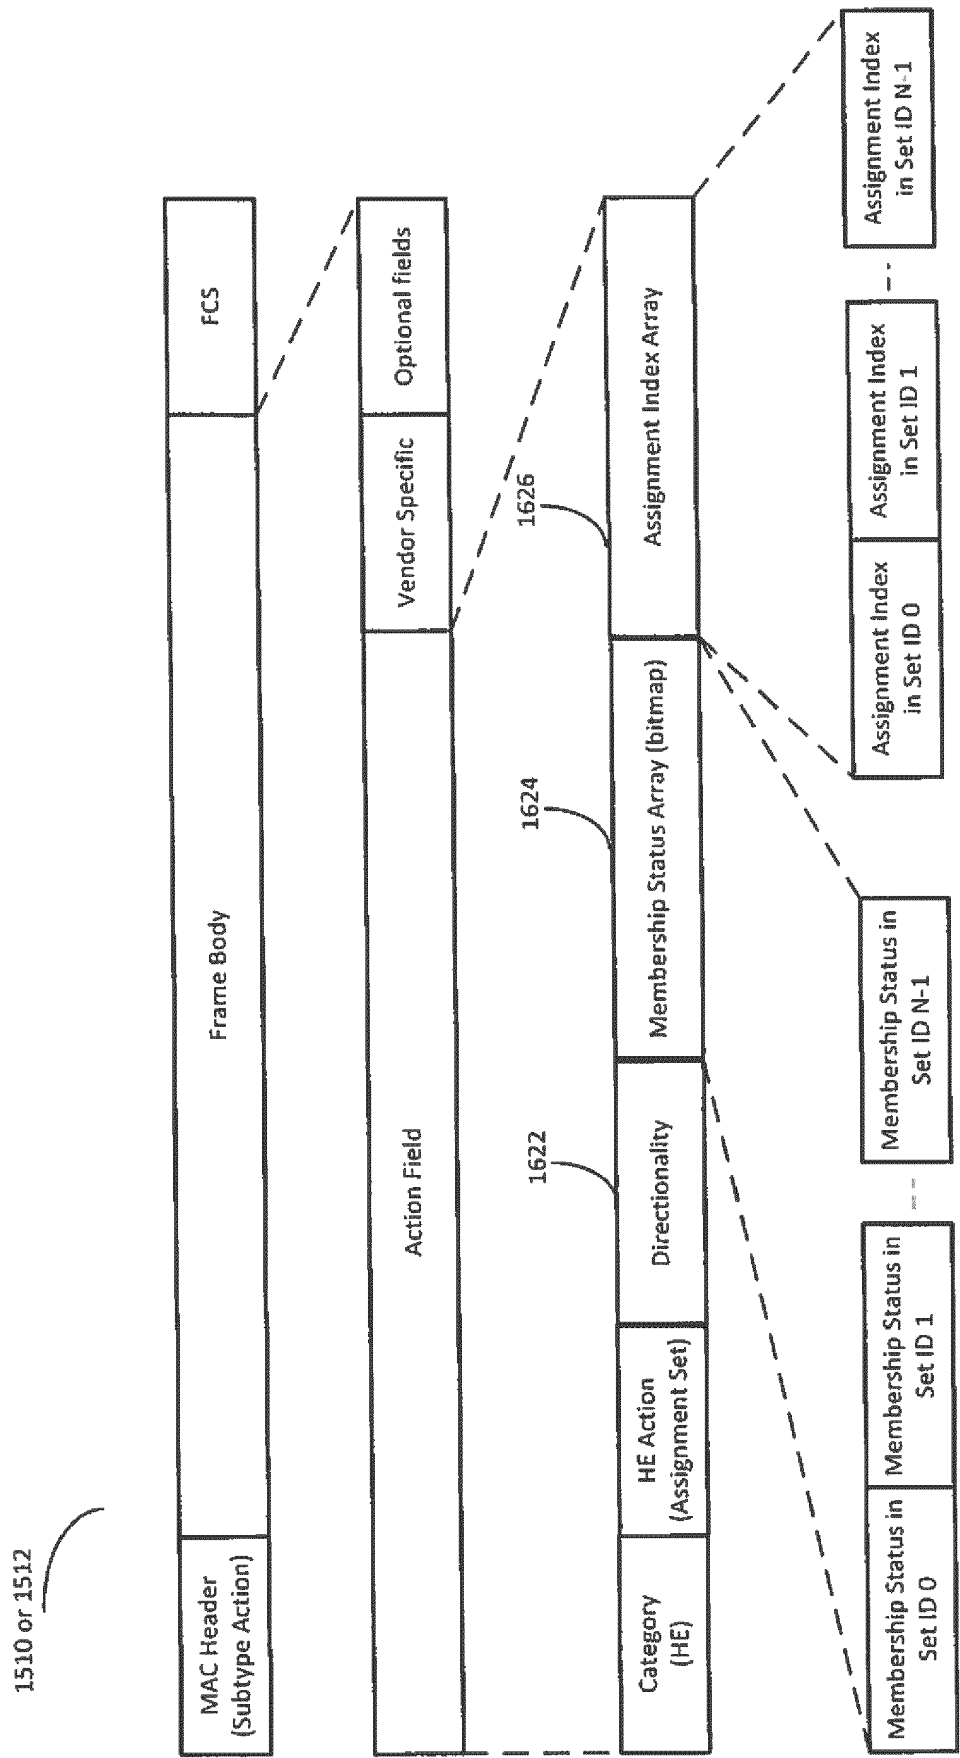 1510 or 1512
MAC Header
(Subtype Action)
Frame Body
FCS
Action Field
Vendor Specific
Optional fields
1622
1624
1626
Category
(HE)
HE Action
(Assignment Set)
Directionality
Membership Status Array (bitmap)
Assignment Index Array
Membership Status in
Set ID 0
Membership Status in
Set ID 1
Membership Status in
Set ID N-1
Assignment Index
in Set ID 0
Assignment Index
in Set ID 1
Assignment Index
in Set ID N-1